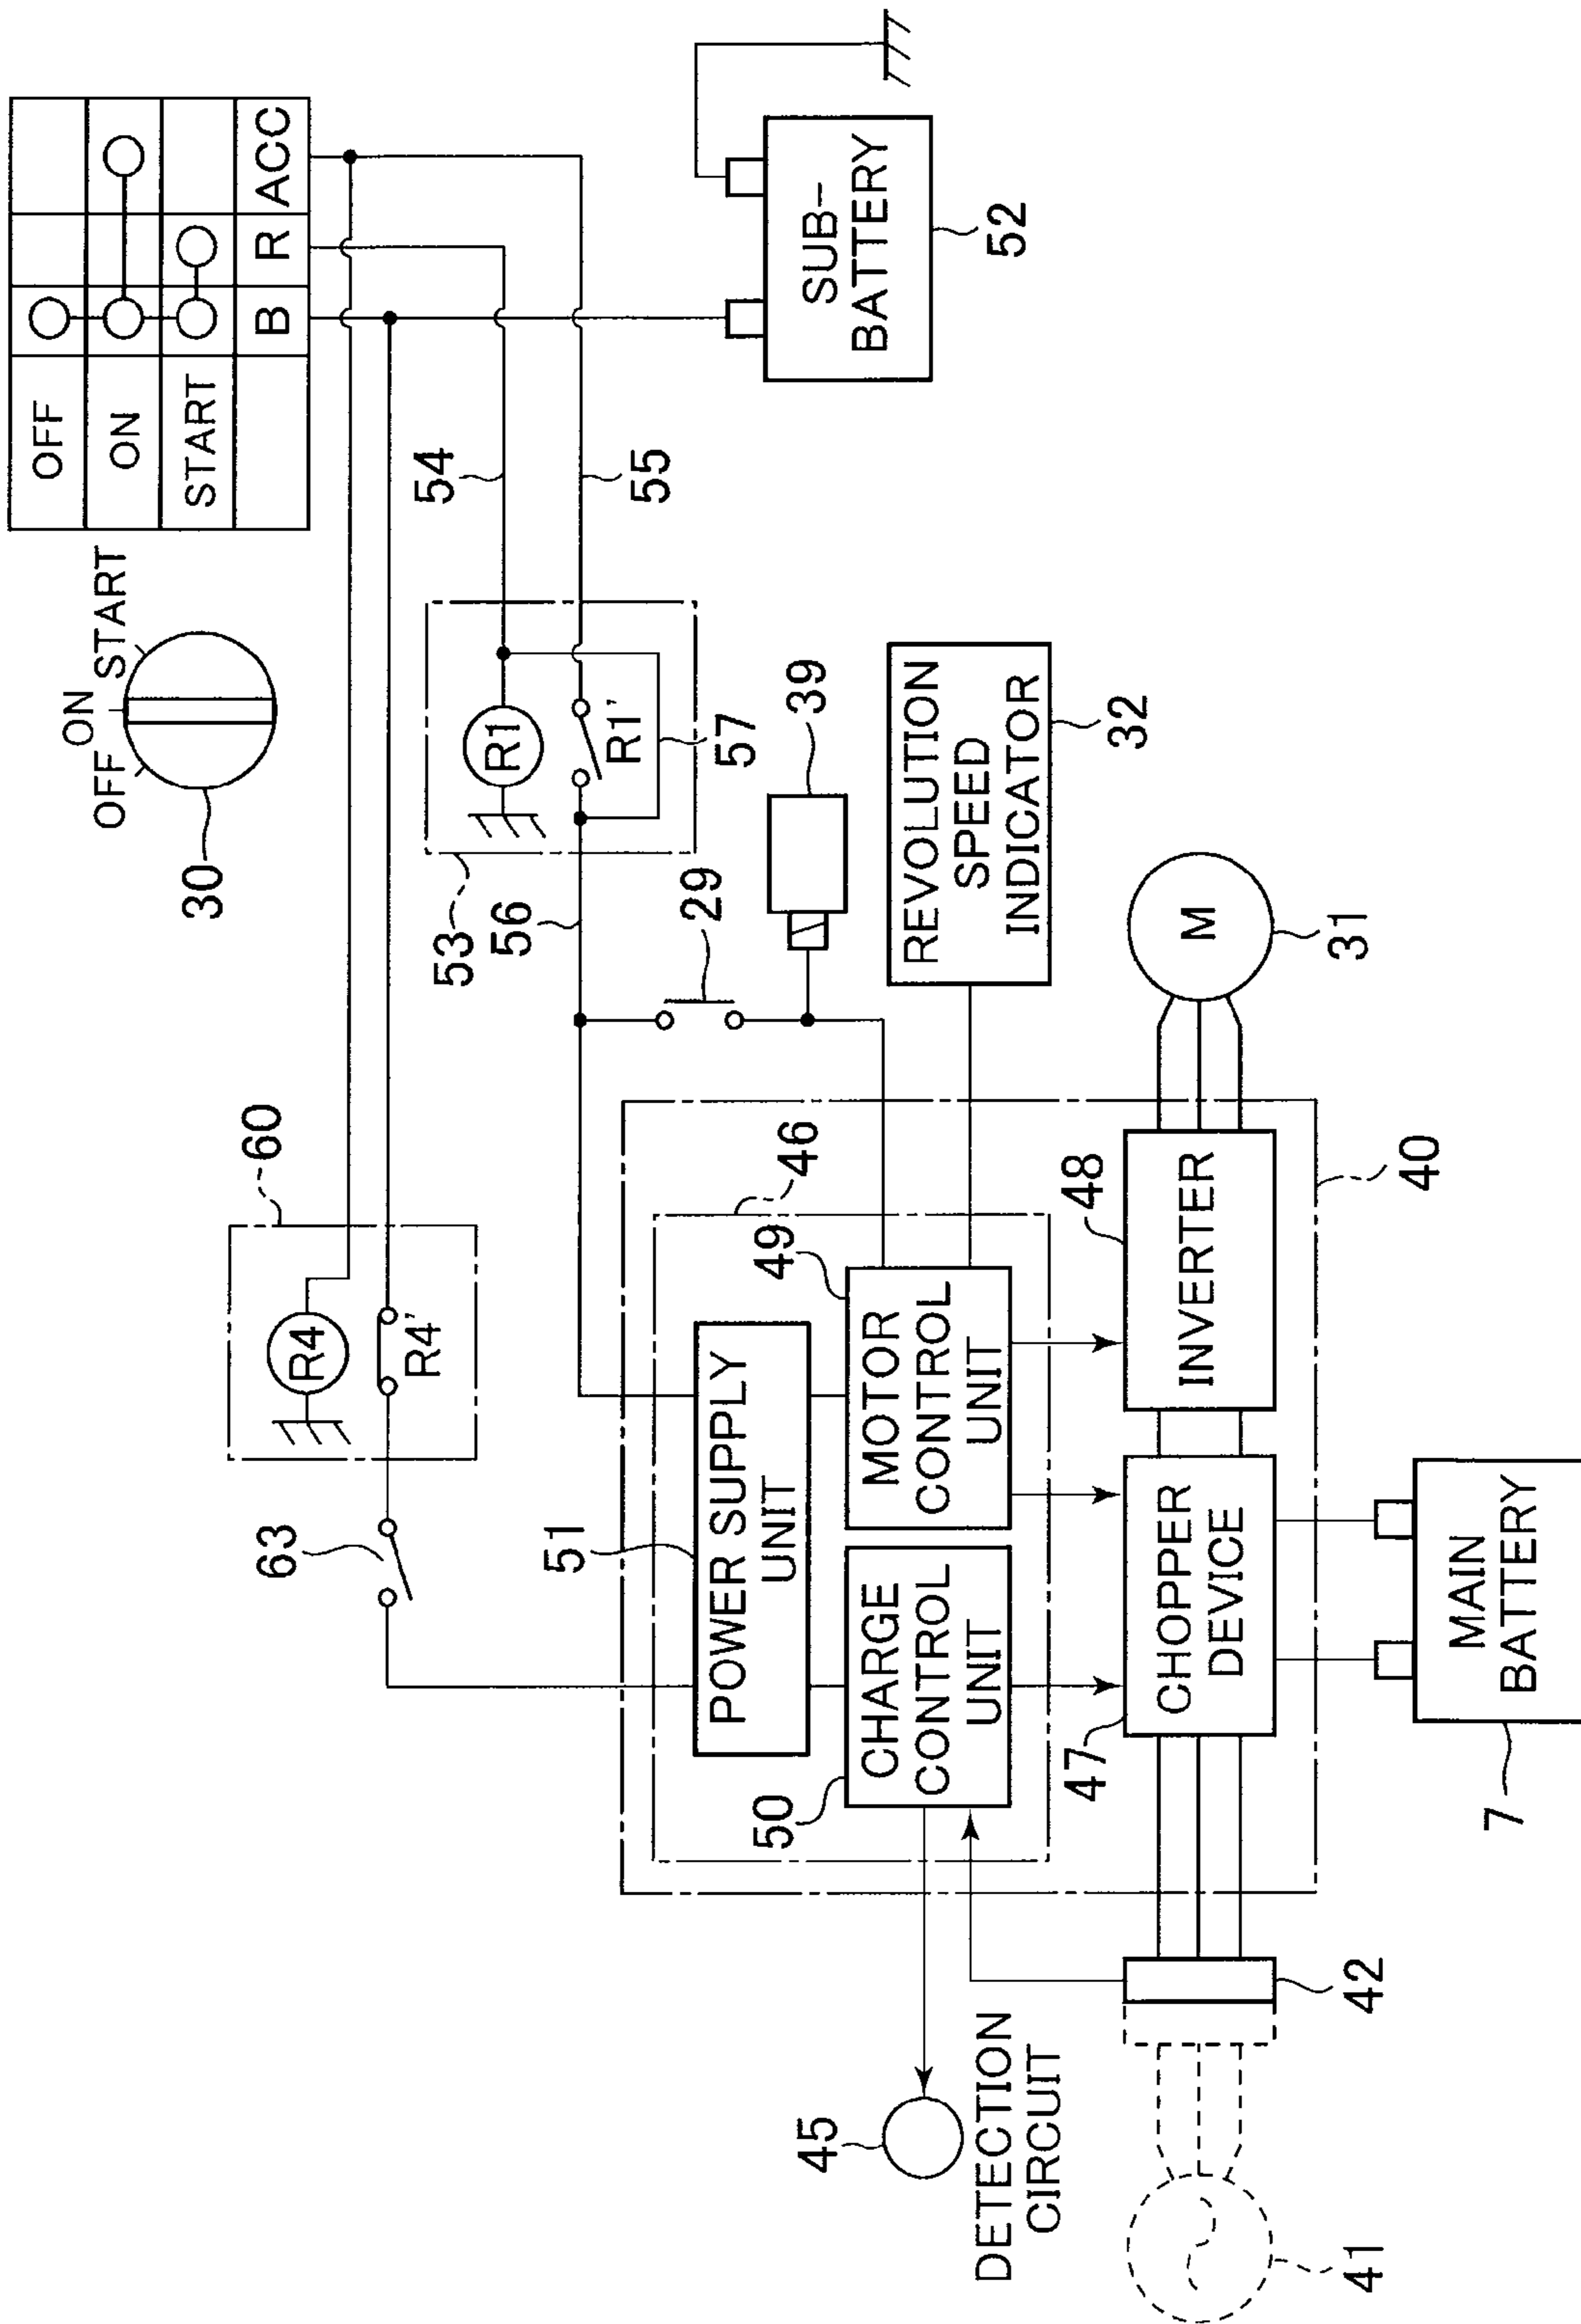 OFF
ON
START
30
OFF
ON
START
B
R
ACC
60
R4
R4'
63
54
55
R1
R1'
57
53
56
SUB-
BATTERY
52
29
39
REVOLUTION
SPEED
INDICATOR
32
46
51
POWER SUPPLY
UNIT
49
MOTOR
CONTROL
UNIT
50
CHARGE
CONTROL
UNIT
48
INVERTER
M
31
47
CHOPPER
DEVICE
40
MAIN
BATTERY
7
45
DETECTION
CIRCUIT
42
41